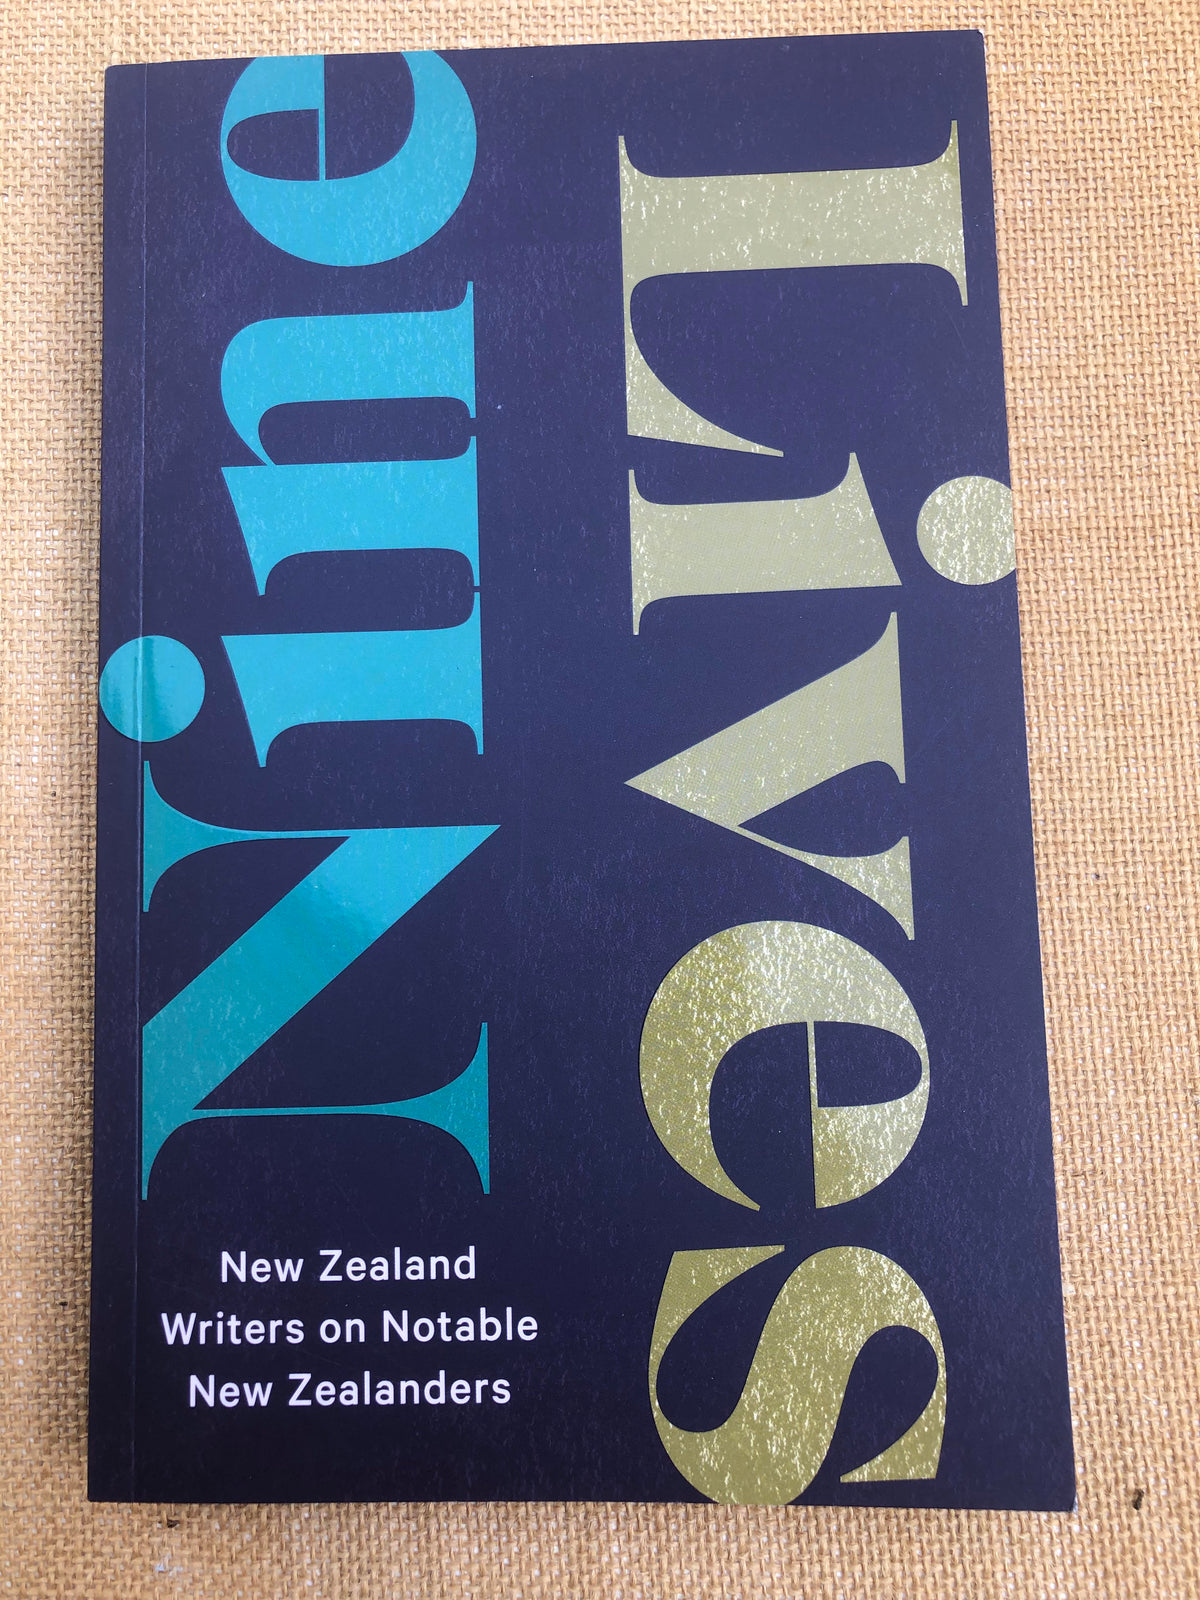 Nine
Lives
New Zealand
Writers on Notable
New Zealanders